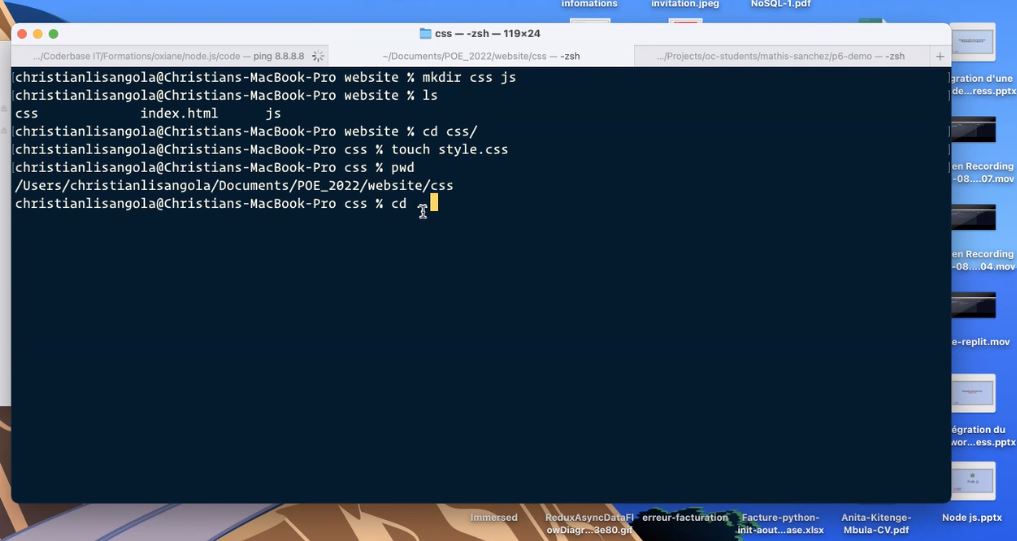 infomations
invitation.jpeg
NoSQL-1.pdf
css — -zsh — 119×24
.../Coderbase IT/Formations/oxiane/node.js/code — ping 8.8.8.8
~/Documents/POE_2022/website/css — -zsh
.../Projects/oc-students/mathis-sanchez/p6-demo — -zsh
+
christianlisangola@Christians-MacBook-Pro website % mkdir css js
christianlisangola@Christians-MacBook-Pro website % ls
css index.html js
christianlisangola@Christians-MacBook-Pro website % cd css/
christianlisangola@Christians-MacBook-Pro css % touch style.css
christianlisangola@Christians-MacBook-Pro css % pwd
/Users/christianlisangola/Documents/POE_2022/website/css
christianlisangola@Christians-MacBook-Pro css % cd
gration d'une
de...ress.pptx
en Recording
-08....07.mov
en Recording
-08....04.mov
e-replit.mov
égration du
wor...ess.pptx
Immersed
ReduxAsyncDataFl
owDiagr...3e80.gif
erreur-facturation
Facture-python-
init-aout...ase.xlsx
Anita-Kitenge-
Mbula-CV.pdf
Node js.pptx